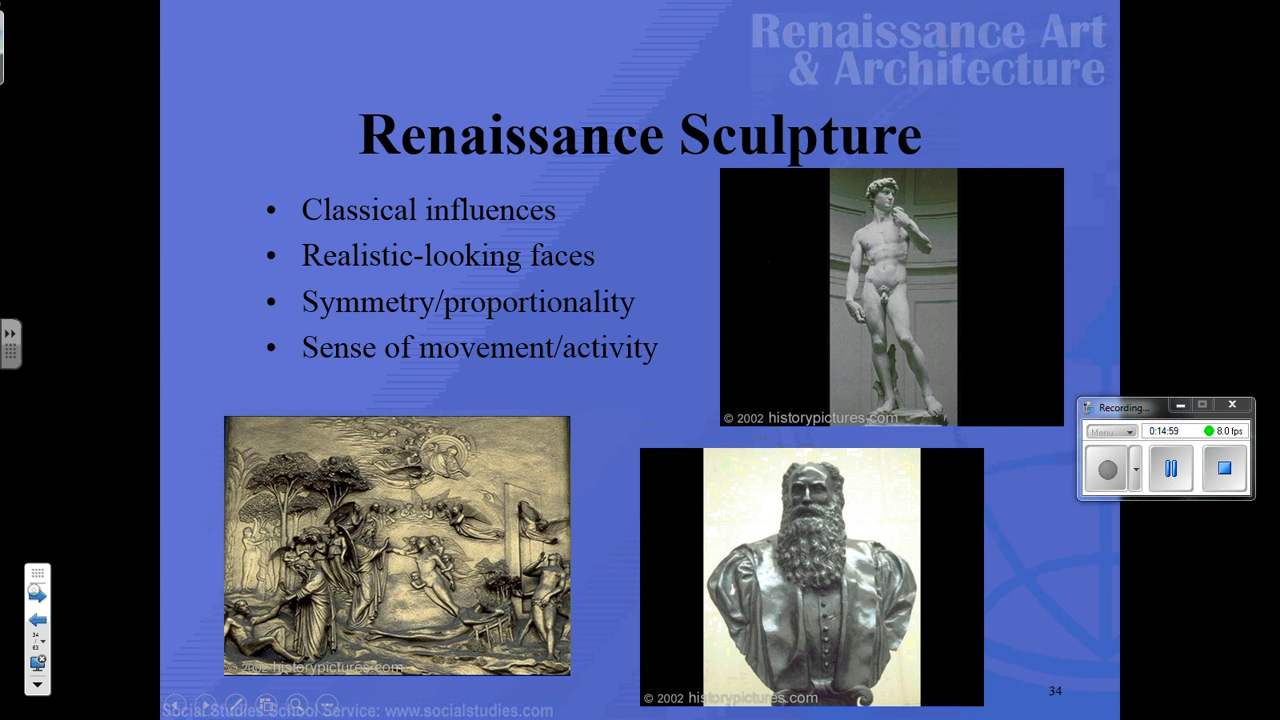 Renaissance Art
& Architecture
Renaissance Sculpture
• Classical influences
• Realistic-looking faces
• Symmetry/proportionality
• Sense of movement/activity
© 2002 historypictures.com
Recording...
Menu
0:14:59
8.0 fps
© 2002 historypictures.com
© 2002 historypictures.com
34
/
63
34
Social Studies School Service: www.socialstudies.com